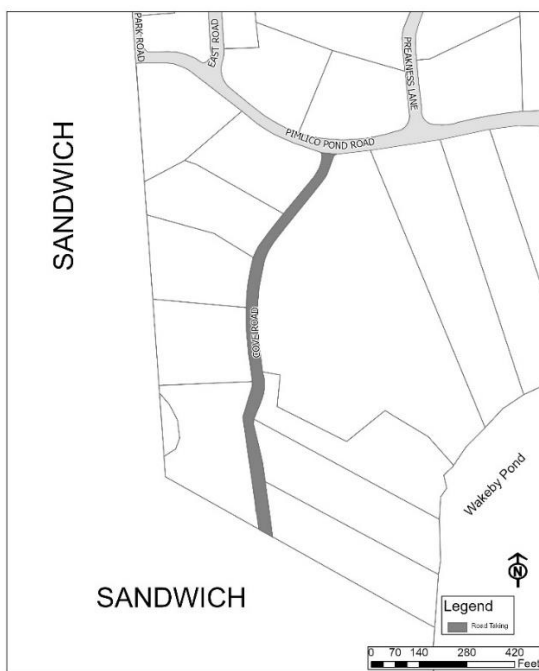 PARK ROAD
EAST ROAD
PREAKNESS LANE
PIMLICO POND ROAD
SANDWICH
COVE ROAD
Wakeby Pond
N
SANDWICH
Legend
Road Taking
0 70 140 280 420
Feet